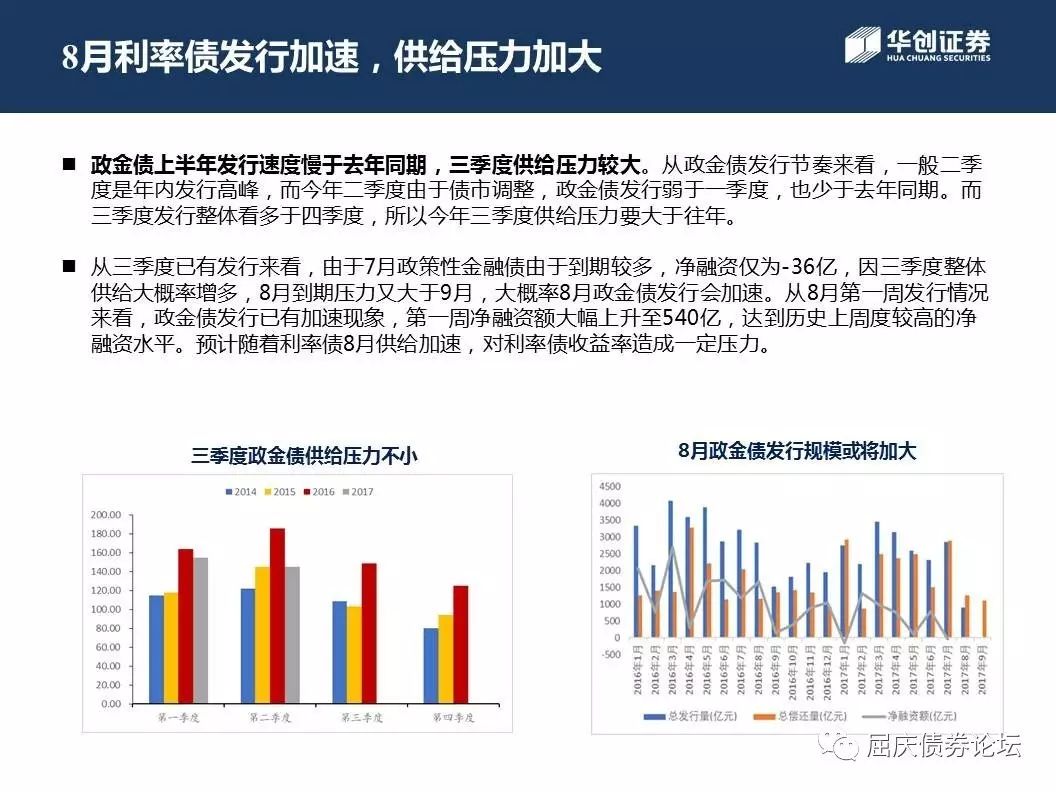 8月利率债发行加速，供给压力加大
华创证券
HUA CHUANG SECURITIES
■ 政金债上半年发行速度慢于去年同期，三季度供给压力较大。从政金债发行节奏来看，一般二季
度是年内发行高峰，而今年二季度由于债市调整，政金债发行弱于一季度，也少于去年同期。而
三季度发行整体看多于四季度，所以今年三季度供给压力要大于往年。
■ 从三季度已有发行来看，由于7月政策性金融债由于到期较多，净融资仅为-36亿，因三季度整体
供给大概率增多，8月到期压力又大于9月，大概率8月政金债发行会加速。从8月第一周发行情况
来看，政金债发行已有加速现象，第一周净融资额大幅上升至540亿，达到历史上周度较高的净
融资水平。预计随着利率债8月供给加速，对利率债收益率造成一定压力。
三季度政金债供给压力不小
2014 2015 2016 2017
200.00
180.00
160.00
140.00
120.00
100.00
80.00
60.00
40.00
20.00
0.00
第一季度 第二季度 第三季度 第四季度
8月政金债发行规模或将加大
4500
4000
3500
3000
2500
2000
1500
1000
500
0
-500
2016年1月
2016年2月
2016年3月
2016年4月
2016年5月
2016年6月
2016年7月
2016年8月
2016年9月
2016年10月
2016年11月
2016年12月
2017年1月
2017年2月
2017年3月
2017年4月
2017年5月
2017年6月
2017年7月
2017年8月
2017年9月
总发行量(亿元) 总偿还量(亿元) 净融资额(亿元)
屈庆债券论坛